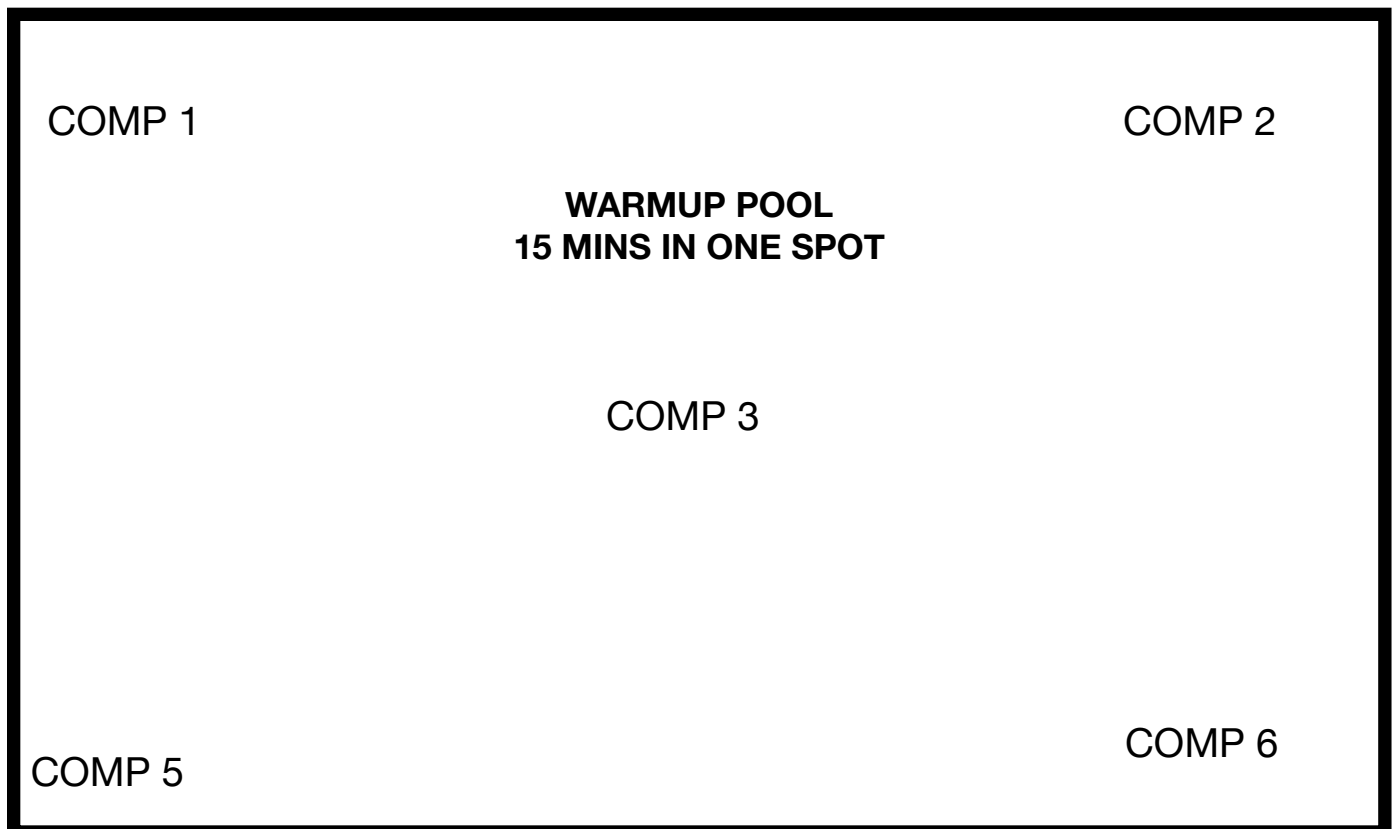 COMP 1
COMP 2
WARMUP POOL
15 MINS IN ONE SPOT
COMP 3
COMP 6
COMP 5